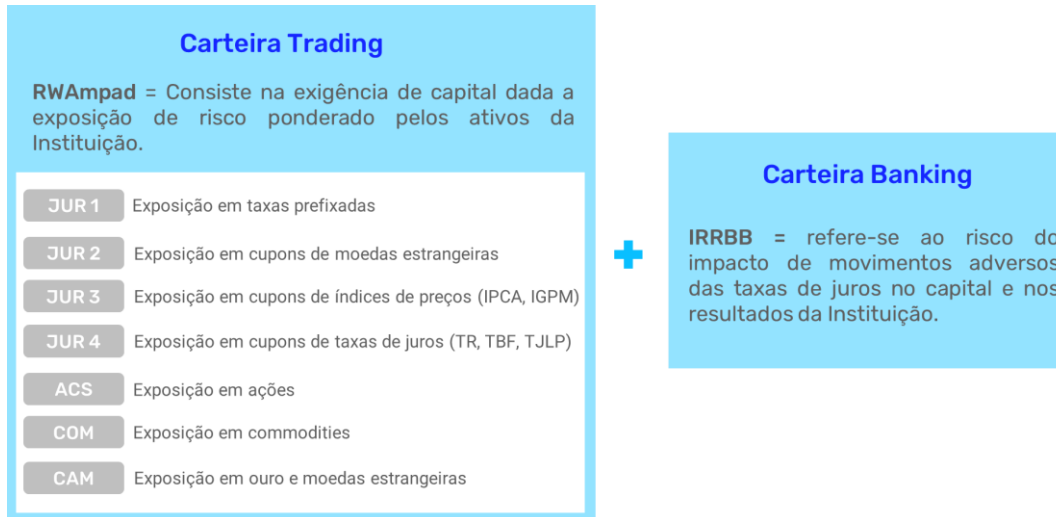 Carteira Trading
RWAmpad = Consiste na exigência de capital dada a
exposição de risco ponderado pelos ativos da
Instituição.
JUR 1 Exposição em taxas prefixadas
JUR 2 Exposição em cupons de moedas estrangeiras
JUR 3 Exposição em cupons de índices de preços (IPCA, IGPM)
JUR 4 Exposição em cupons de taxas de juros (TR, TBF, TJLP)
ACS Exposição em ações
COM Exposição em commodities
CAM Exposição em ouro e moedas estrangeiras
+
Carteira Banking
IRRBB = refere-se ao risco do
impacto de movimentos adversos
das taxas de juros no capital e nos
resultados da Instituição.